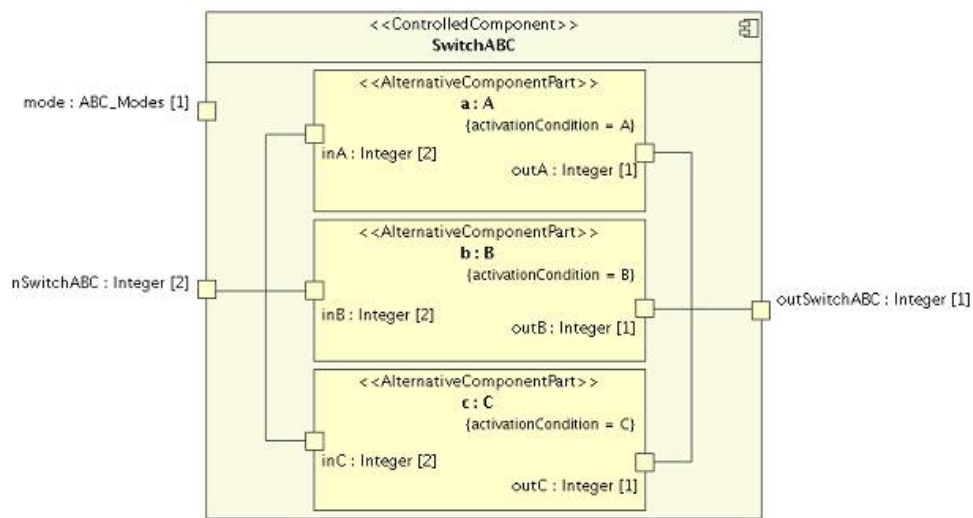 <<ControlledComponent>>
SwitchABC
mode : ABC_Modes [1]
<<AlternativeComponentPart>>
a : A
{activationCondition = A}
inA : Integer [2]
outA : Integer [1]
<<AlternativeComponentPart>>
b : B
{activationCondition = B}
nSwitchABC : Integer [2]
inB : Integer [2]
outB : Integer [1]
outSwitchABC : Integer [1]
<<AlternativeComponentPart>>
c : C
{activationCondition = C}
inC : Integer [2]
outC : Integer [1]